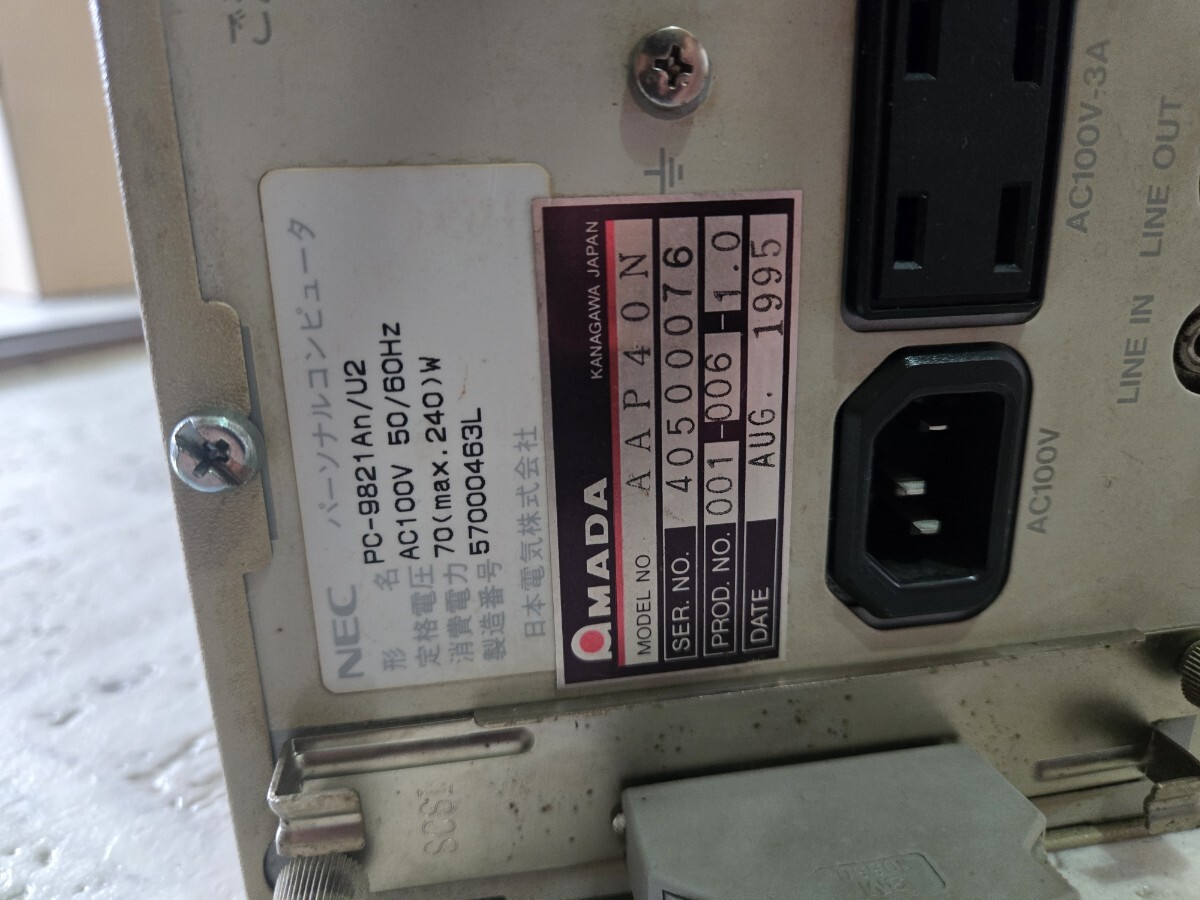 NEC パーソナルコンピュータ
形名 PC-9821An/U2
定格電圧 AC100V 50/60Hz
消費電力 70(max.240)W
製造番号 57000463L
日本電気株式会社
AMADA KANAGAWA JAPAN
MODEL NO AAP40N
SER. NO. 40500076
PROD. NO. 001-006-1.0
DATE AUG. 1995
AC100V-3A
AC100V
LINE IN LINE OUT
SCSI